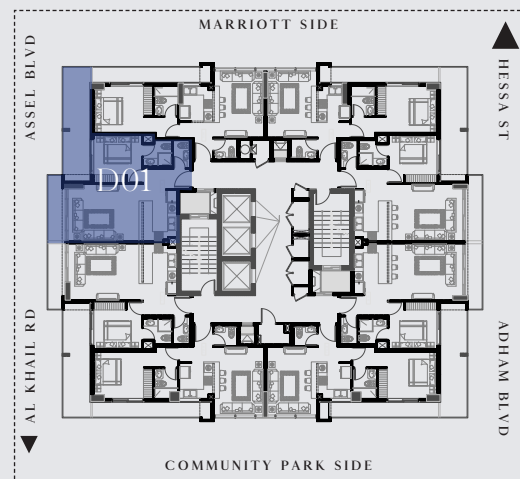 MARRIOTT SIDE
ASSEL BLVD
HESSA ST
D01
AL KHAIL RD
ADHAM BLVD
COMMUNITY PARK SIDE